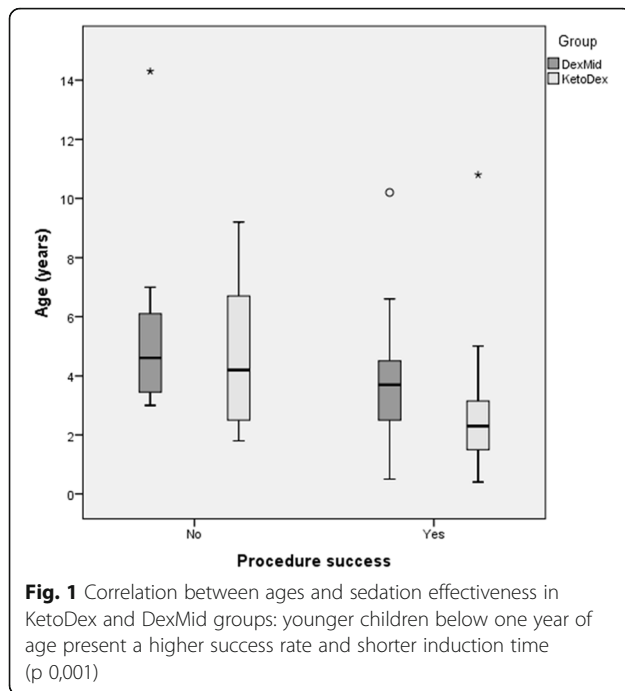 Group
DexMid
KetoDex
14
12
10
8
6
4
2
0
Age (years)
*
*
No
Yes
Procedure success
Fig. 1 Correlation between ages and sedation effectiveness in
KetoDex and DexMid groups: younger children below one year of
age present a higher success rate and shorter induction time
(p 0,001)